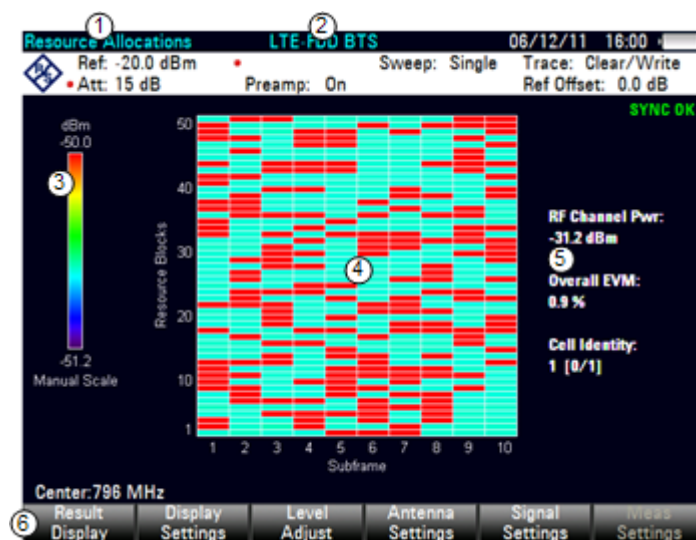 1 2
Resource Allocations LTE-FDD BTS 06/12/11 16:00
Ref: -20.0 dBm Sweep: Single Trace: Clear/Write
Att: 15 dB Preamp: On Ref Offset: 0.0 dB
SYNC OK
dBm
-50.0
3
-51.2
Manual Scale
Resource Blocks
50
40
30
20
10
1
4
1 2 3 4 5 6 7 8 9 10
Subframe
RF Channel Pwr:
-31.2 dBm
5
Overall EVM:
0.9 %
Cell Identity:
1 [0/1]
Center:796 MHz
6
Result Display
Display Settings
Level Adjust
Antenna Settings
Signal Settings
Meas Settings